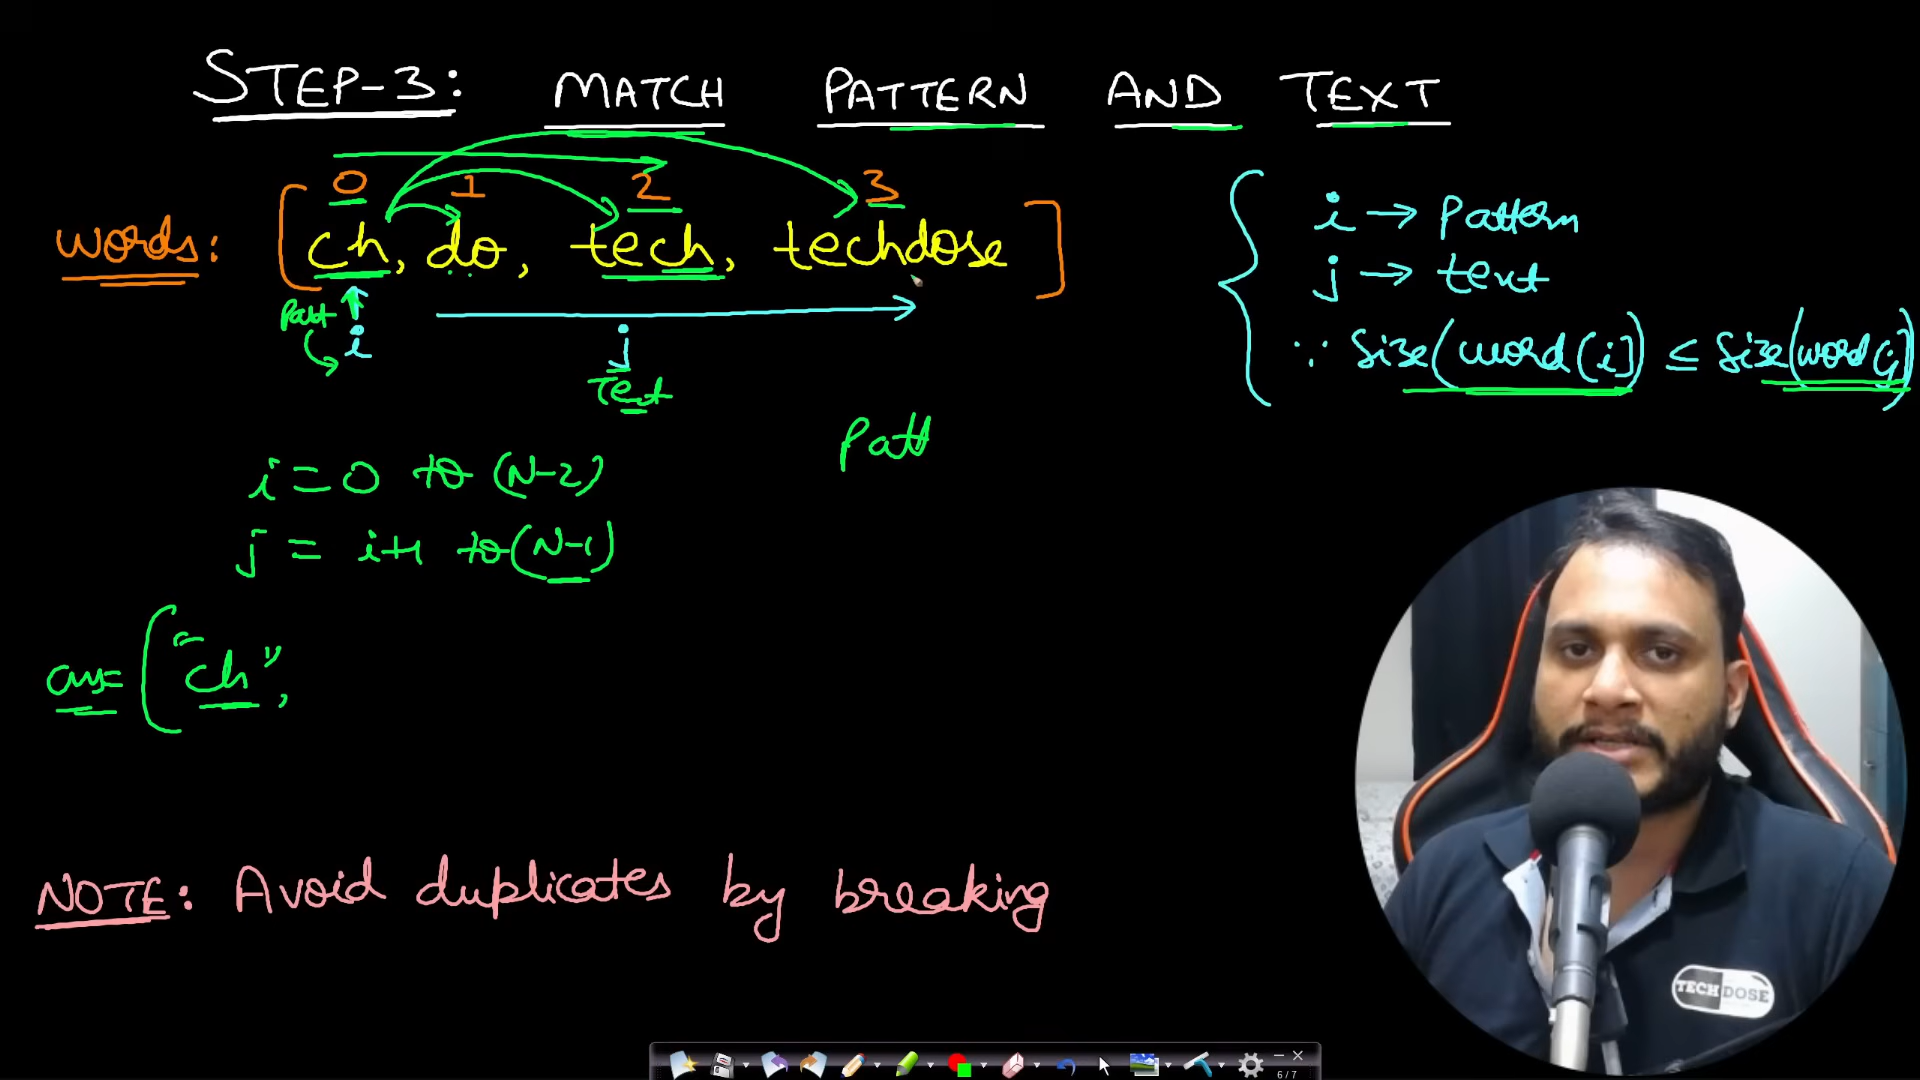 STEP-3: MATCH PATTERN AND TEXT
0 1 2 3
words: [ch, do, tech, techdose]
Patt i
j
Text
i → Pattern
j → text
∵ size(word[i]) ≤ size(word[j])
Patt
i = 0 to (N-2)
j = i+1 to (N-1)
ans = ["ch",
NOTE: Avoid duplicates by breaking
TECH DOSE
6/7